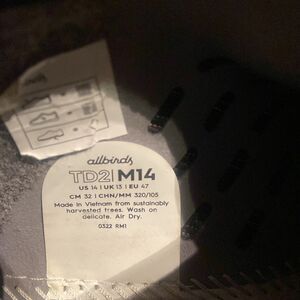 allbirds
TD2|M14
US 14 | UK 13 | EU 47
CM 32 | CHN/MM 320/105
Made in Vietnam from sustainably
harvested trees. Wash on
delicate. Air Dry.
0322 RM1